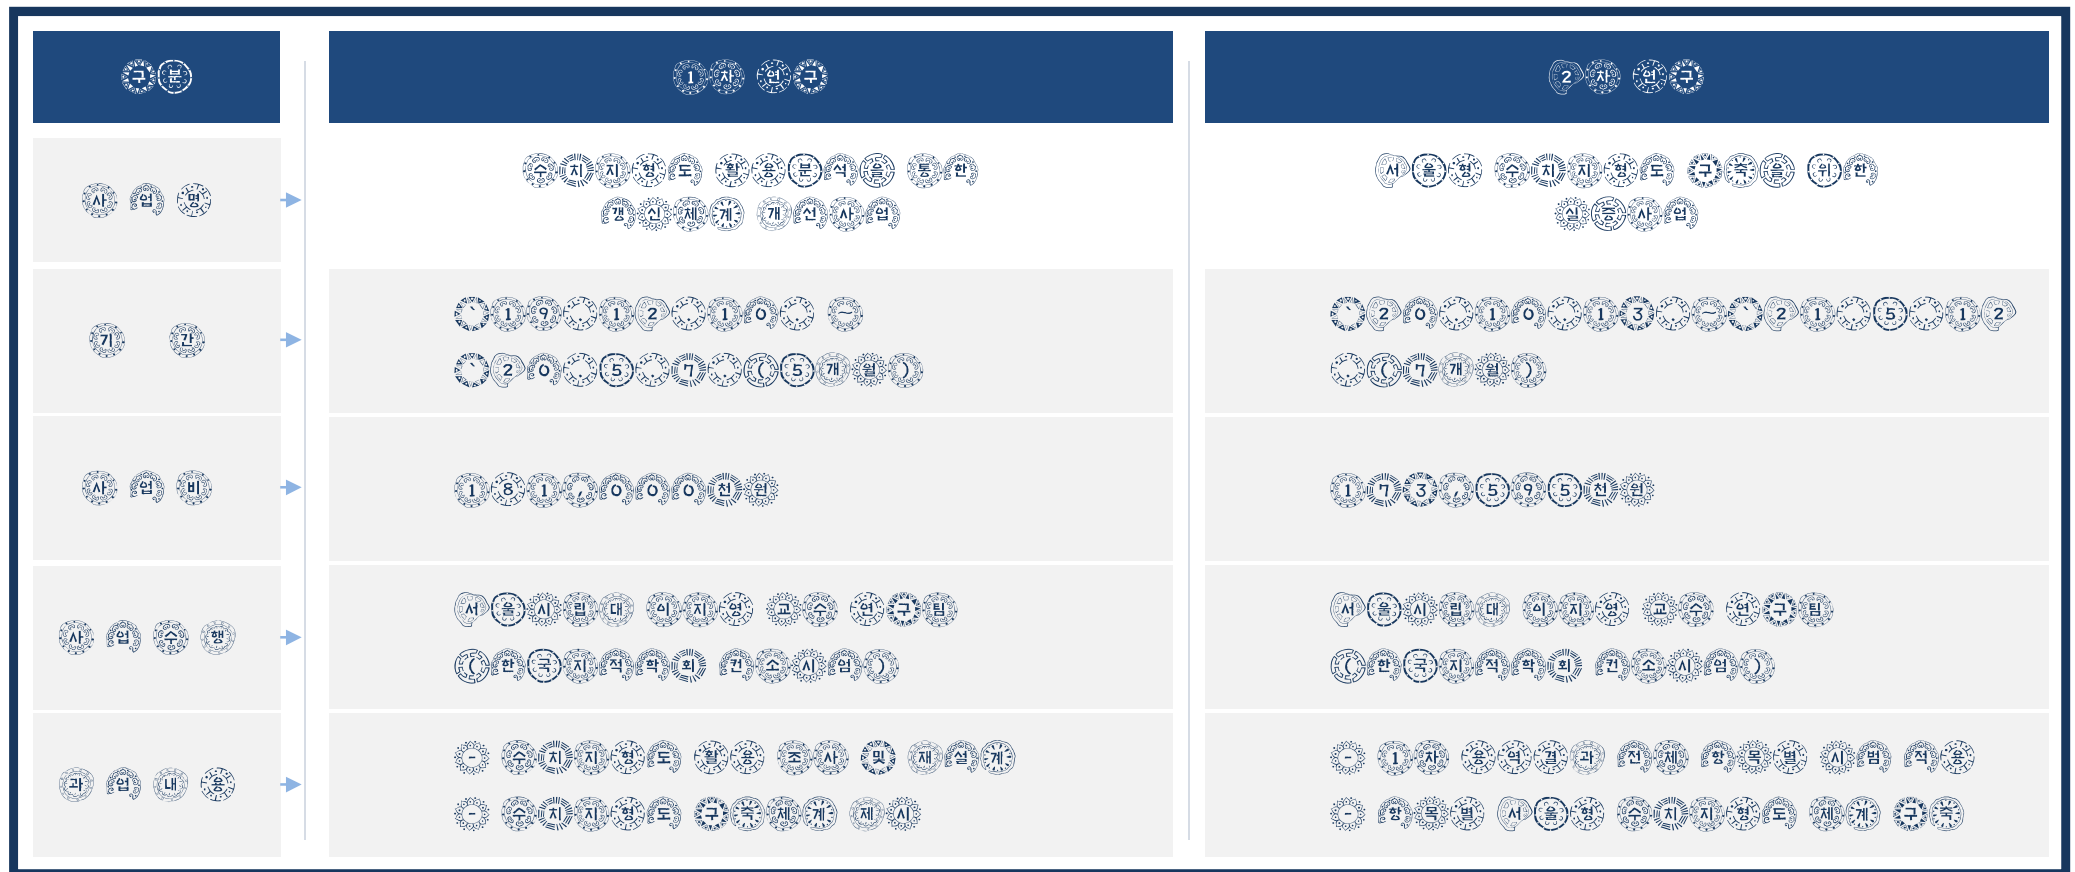 구분
1차 연구
2차 연구
사 업 명
수치지형도 활용분석을 통한
갱신체계 개선사업
서울형 수치지형도 구축을 위한
실증사업
기 간
`19.12.10. ~
`20.5.7.(5개월)
`20.10.13.~`21.5.12
.(7개월)
사 업 비
181,000천원
173,595천원
사 업 수 행
서울시립대 이지영 교수 연구팀
(한국지적학회 컨소시엄)
서울시립대 이지영 교수 연구팀
(한국지적학회 컨소시엄)
과 업 내 용
- 수치지형도 활용 조사 및 재설계
- 수치지형도 구축체계 제시
- 1차 용역결과 전체 항목별 시범 적용
- 항목별 서울형 수치지형도 체계 구축